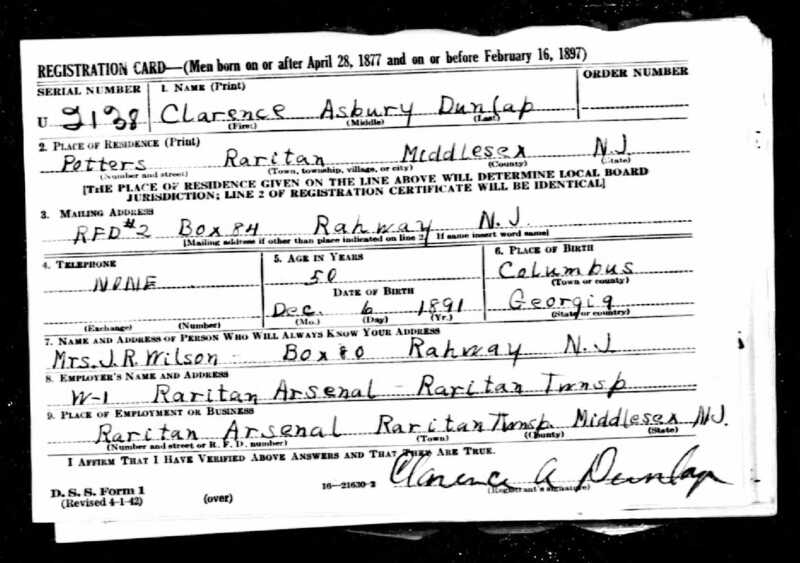 REGISTRATION CARD—(Men born on or after April 28, 1877 and on or before February 16, 1897)
SERIAL NUMBER 1. NAME (Print) ORDER NUMBER
U 2138 Clarence Asbury Dunlap
(First) (Middle) (Last)
2. PLACE OF RESIDENCE (Print)
Potters Raritan Middlesex N.J.
(Number and street) (Town, township, village, or city) (County) (State)
[THE PLACE OF RESIDENCE GIVEN ON THE LINE ABOVE WILL DETERMINE LOCAL BOARD
JURISDICTION; LINE 2 OF REGISTRATION CERTIFICATE WILL BE IDENTICAL]
3. MAILING ADDRESS
RFD #2 Box 84 Rahway N.J.
[Mailing address if other than place indicated on line 2. If same insert word same]
4. TELEPHONE 5. AGE IN YEARS 6. PLACE OF BIRTH
NONE 50 Columbus
(Town or county)
DATE OF BIRTH
Dec. 6 1891 Georgia
(Exchange) (Number) (Mo.) (Day) (Yr.) (State or country)
7. NAME AND ADDRESS OF PERSON WHO WILL ALWAYS KNOW YOUR ADDRESS
Mrs. J.R. Wilson - Box 80 Rahway N.J
8. EMPLOYER'S NAME AND ADDRESS
W-1 Raritan Arsenal - Raritan Twnsp
9. PLACE OF EMPLOYMENT OR BUSINESS
Raritan Arsenal Raritan Twnsp. Middlesex N.J.
(Number and street or R. F. D. number) (Town) (County) (State)
I AFFIRM THAT I HAVE VERIFIED ABOVE ANSWERS AND THAT THEY ARE TRUE.
Clarence A Dunlap
D. S. S. Form 1 (over) 16—21630-2 (Registrant's signature)
(Revised 4-1-42)